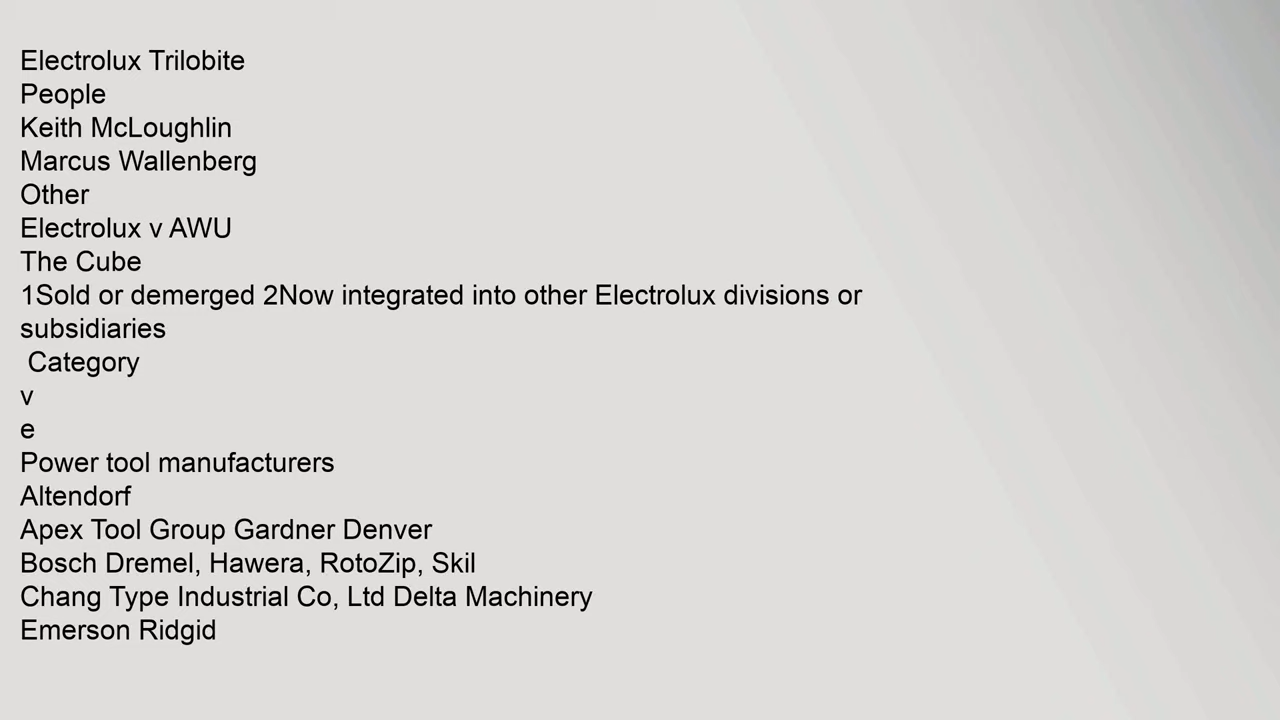 Electrolux Trilobite
People
Keith McLoughlin
Marcus Wallenberg
Other
Electrolux v AWU
The Cube
1Sold or demerged 2Now integrated into other Electrolux divisions or
subsidiaries
Category
v
e
Power tool manufacturers
Altendorf
Apex Tool Group Gardner Denver
Bosch Dremel, Hawera, RotoZip, Skil
Chang Type Industrial Co, Ltd Delta Machinery
Emerson Ridgid